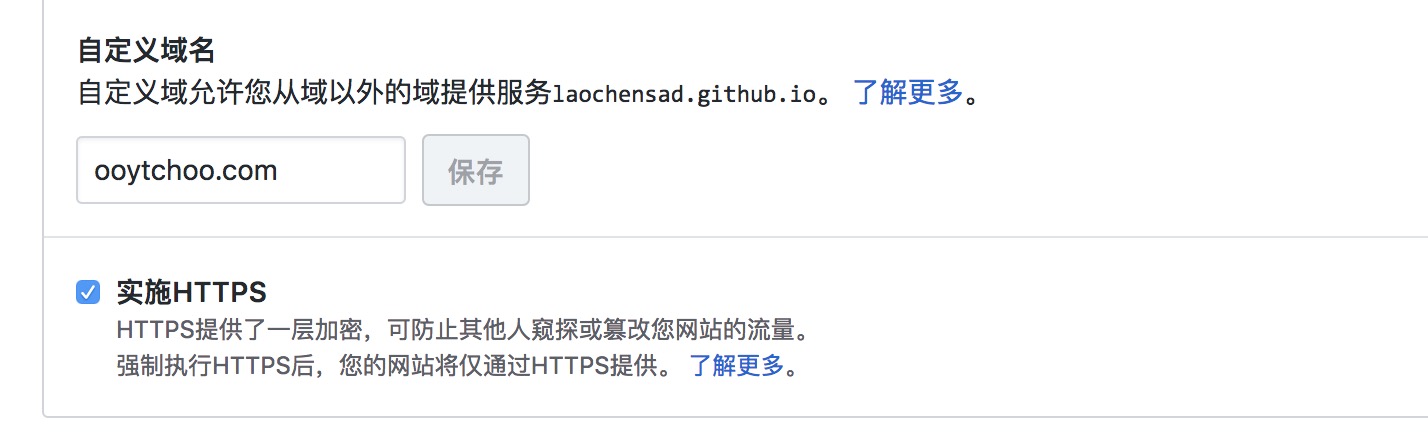 自定义域名
自定义域允许您从域以外的域提供服务laochensad.github.io。 了解更多。
ooytchoo.com 保存
实施HTTPS
HTTPS提供了一层加密，可防止其他人窥探或篡改您网站的流量。
强制执行HTTPS后，您的网站将仅通过HTTPS提供。 了解更多。